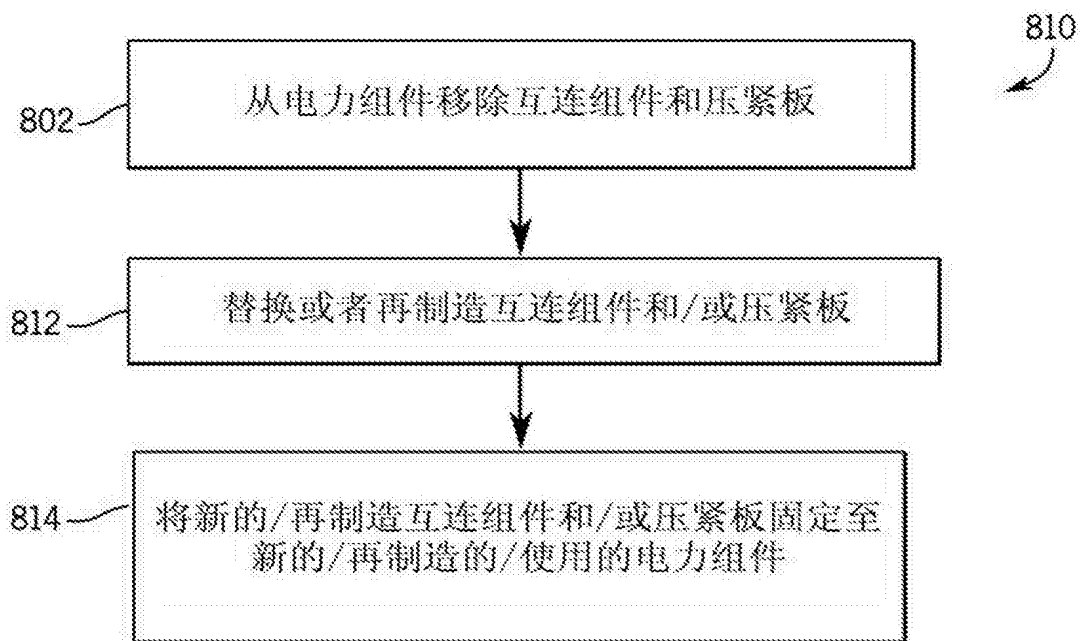 810
802
从电力组件移除互连组件和压紧板
812
替换或者再制造互连组件和/或压紧板
814
将新的/再制造互连组件和/或压紧板固定至
新的/再制造的/使用的电力组件